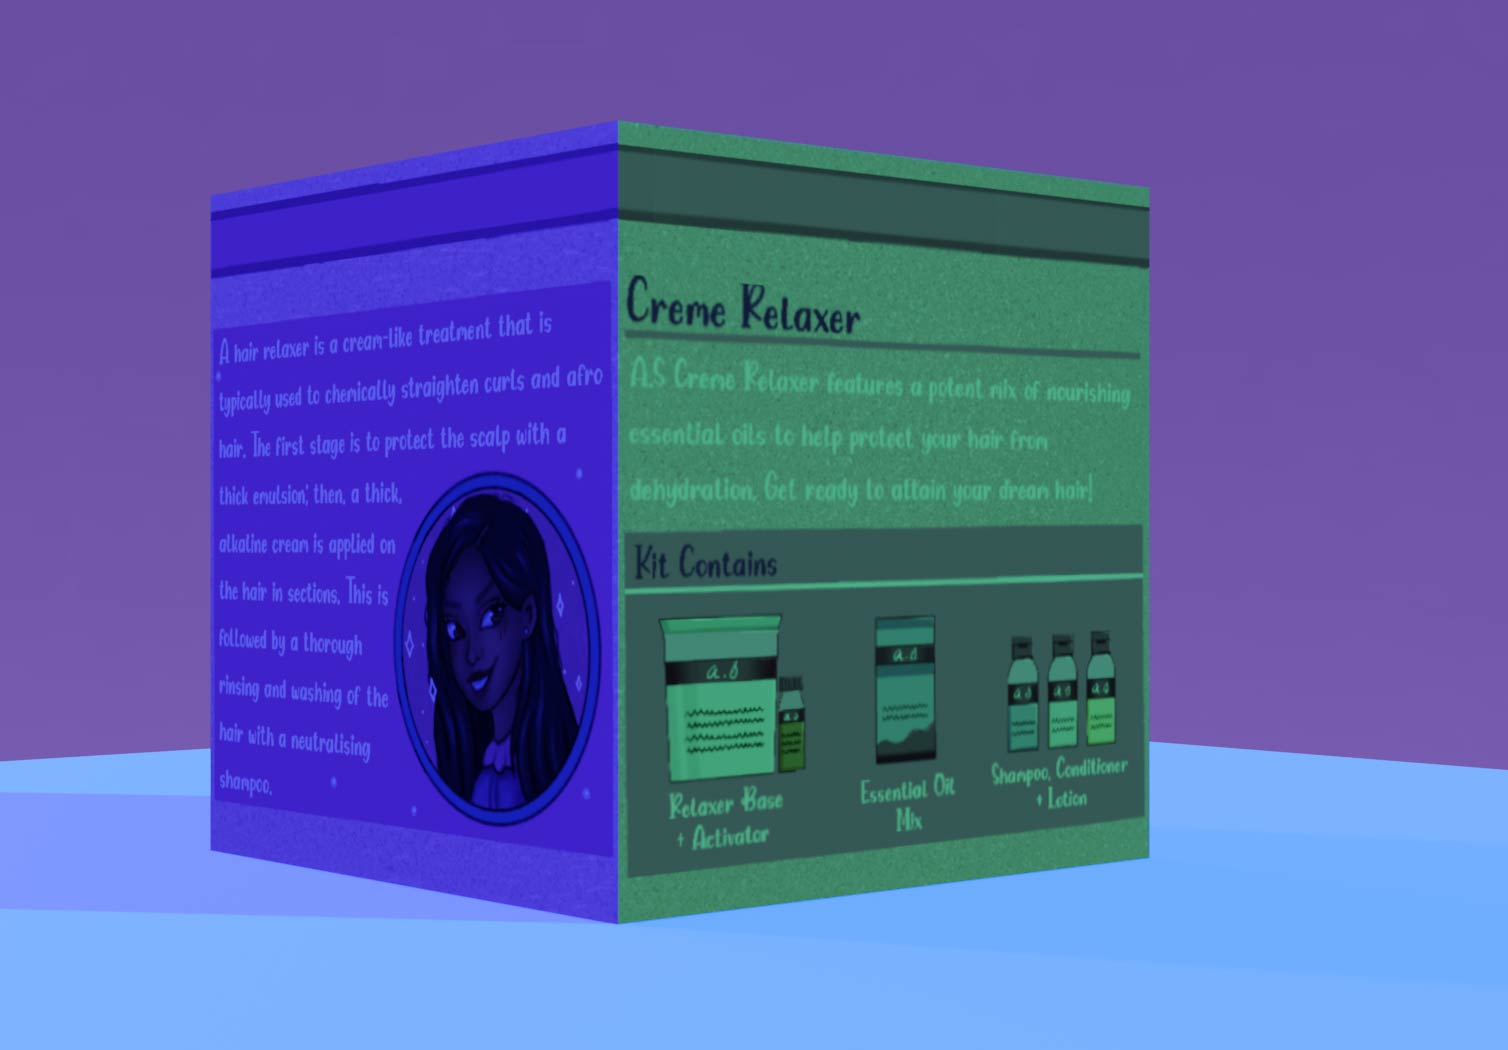 A hair relaxer is a cream-like treatment that is
typically used to chemically straighten curls and afro
hair. The first stage is to protect the scalp with a
thick emulsion; then, a thick,
alkaline cream is applied on
the hair in sections. This is
followed by a thorough
rinsing and washing of the
hair with a neutralising
shampoo.
Creme Relaxer
A.S Creme Relaxer features a potent mix of nourishing
essential oils to help protect your hair from
dehydration. Get ready to attain your dream hair!
Kit Contains
a.s
a.s
a.s
a.s
a.s
a.s
Relaxer Base
+ Activator
Essential Oil
Mix
Shampoo, Conditioner
+ Lotion